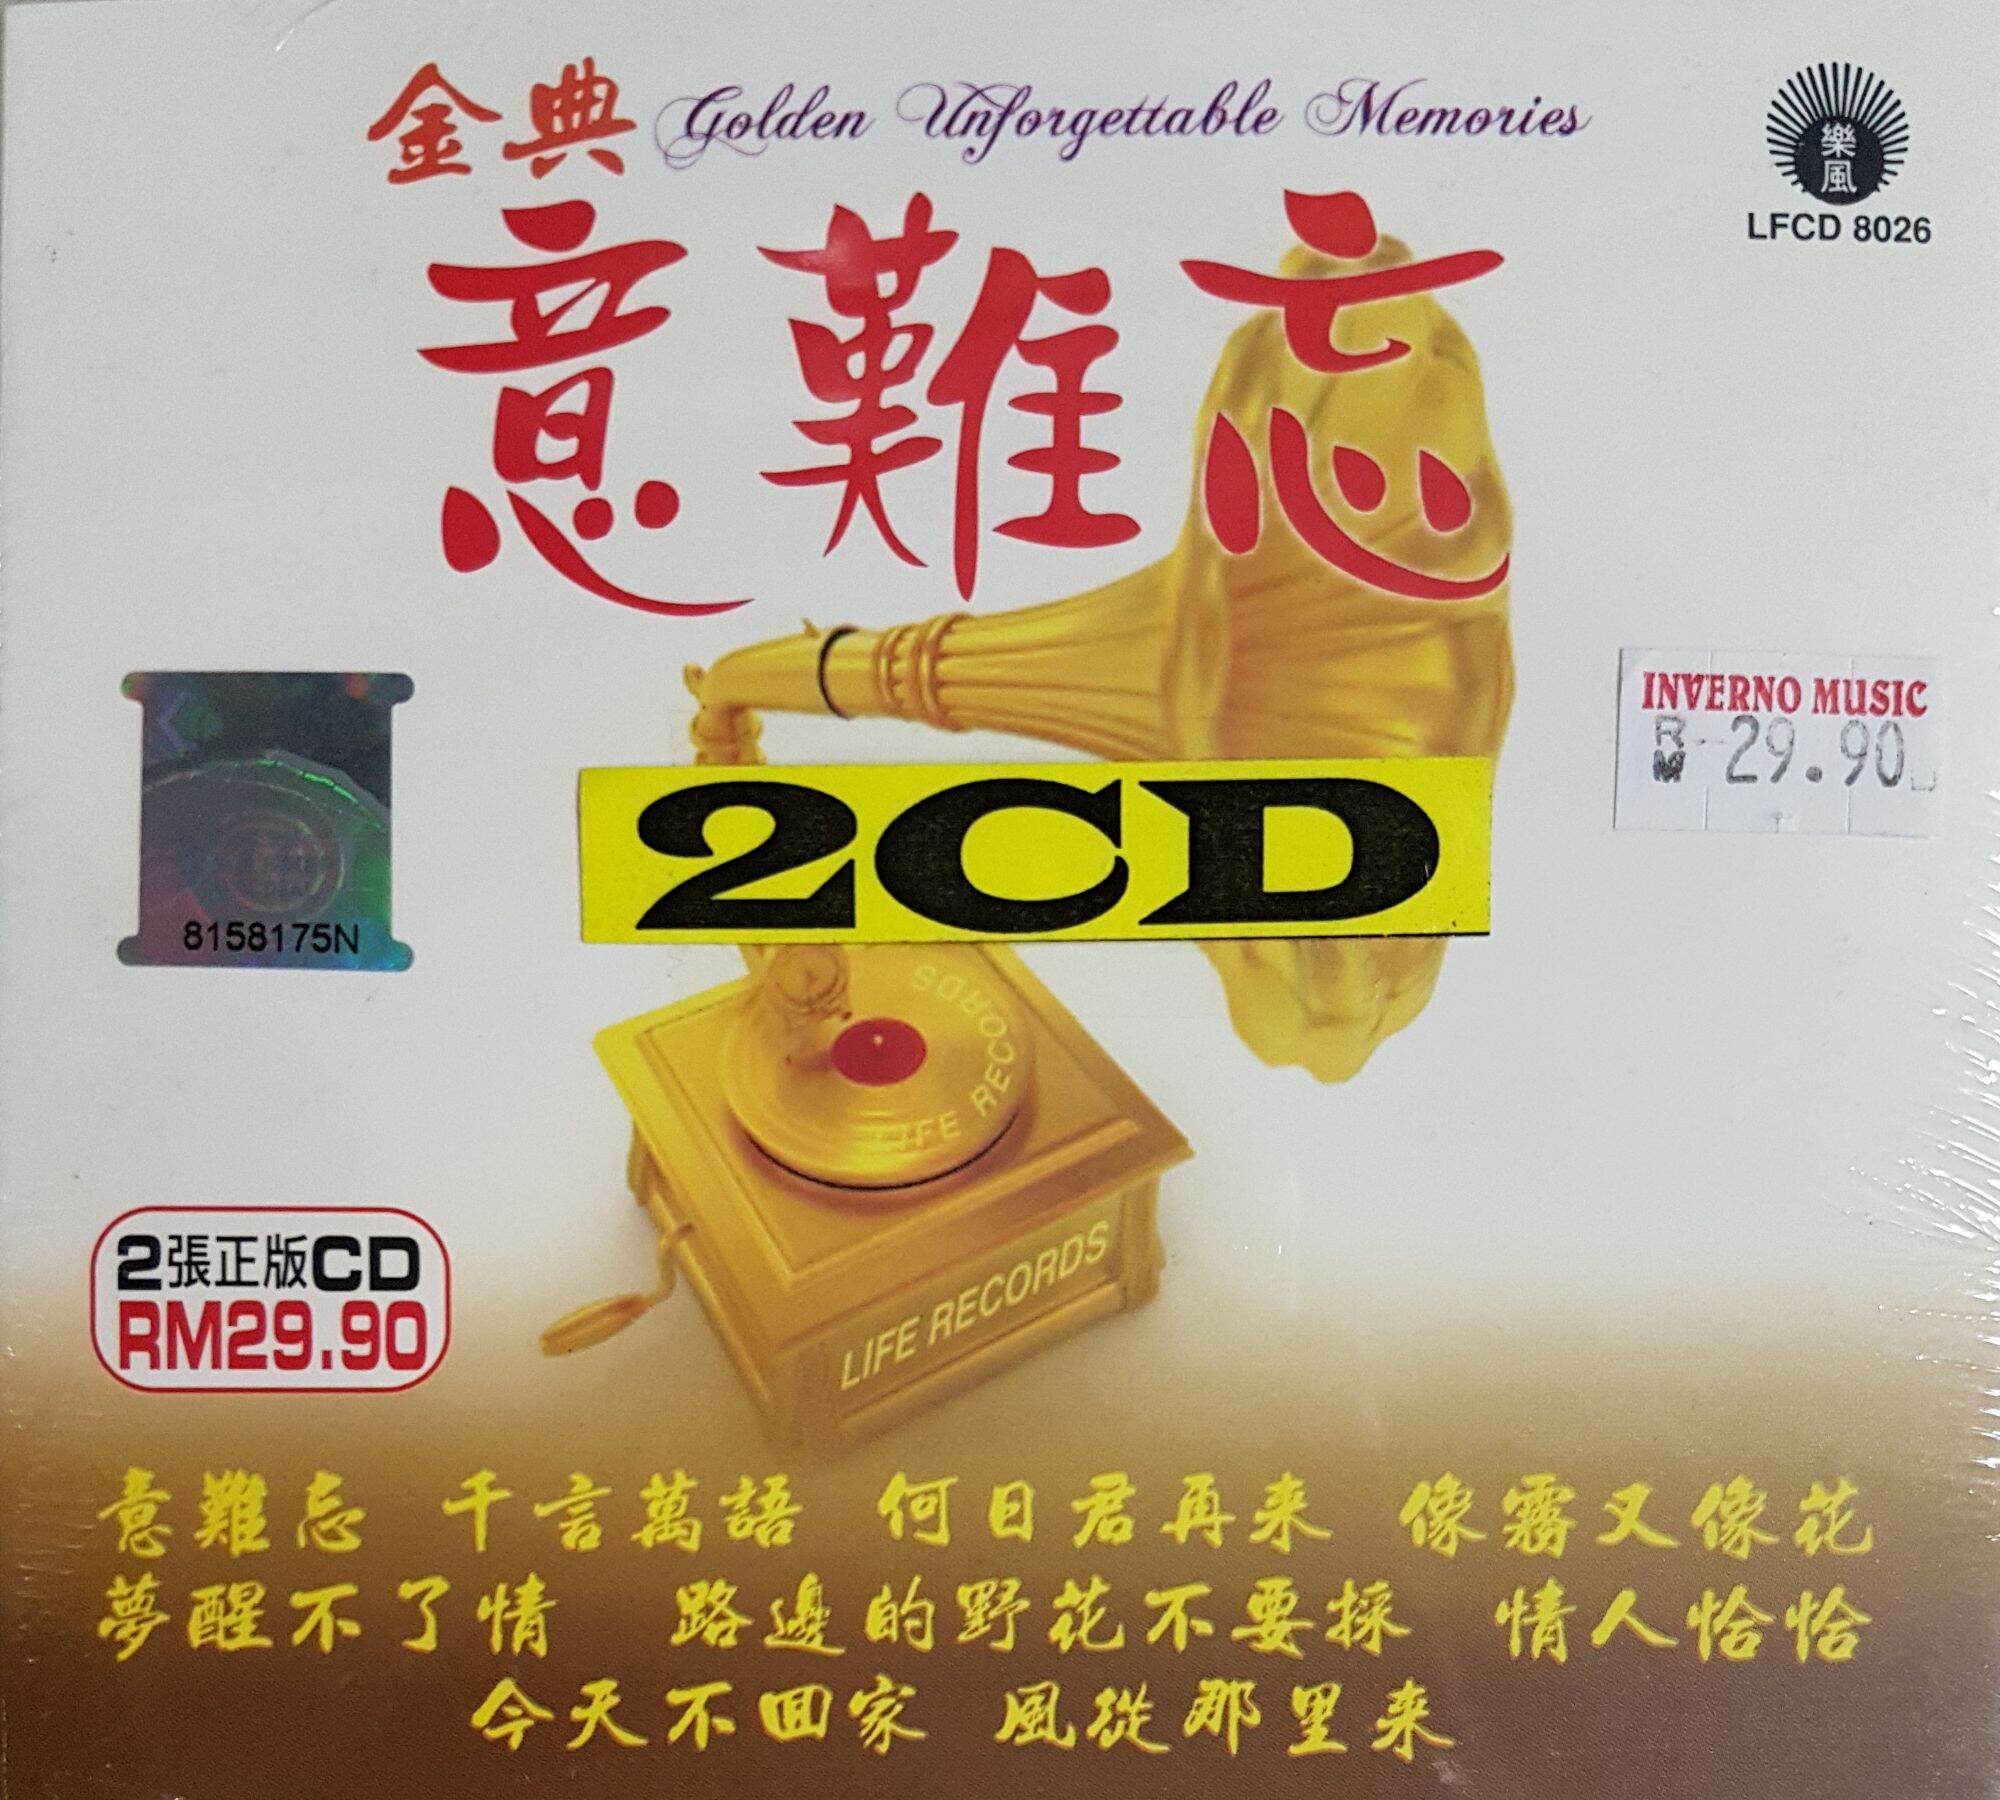 金典 Golden Unforgettable Memories
樂風
LFCD 8026
意難忘
INVERNO MUSIC
RM 29.90
2CD
8158175N
LIFE RECORDS
LIFE RECORDS
2張正版CD
RM29.90
意難忘 千言萬語 何日君再来 像霧又像花
夢醒不了情 路邊的野花不要採 情人恰恰
今天不回家 風從那里来